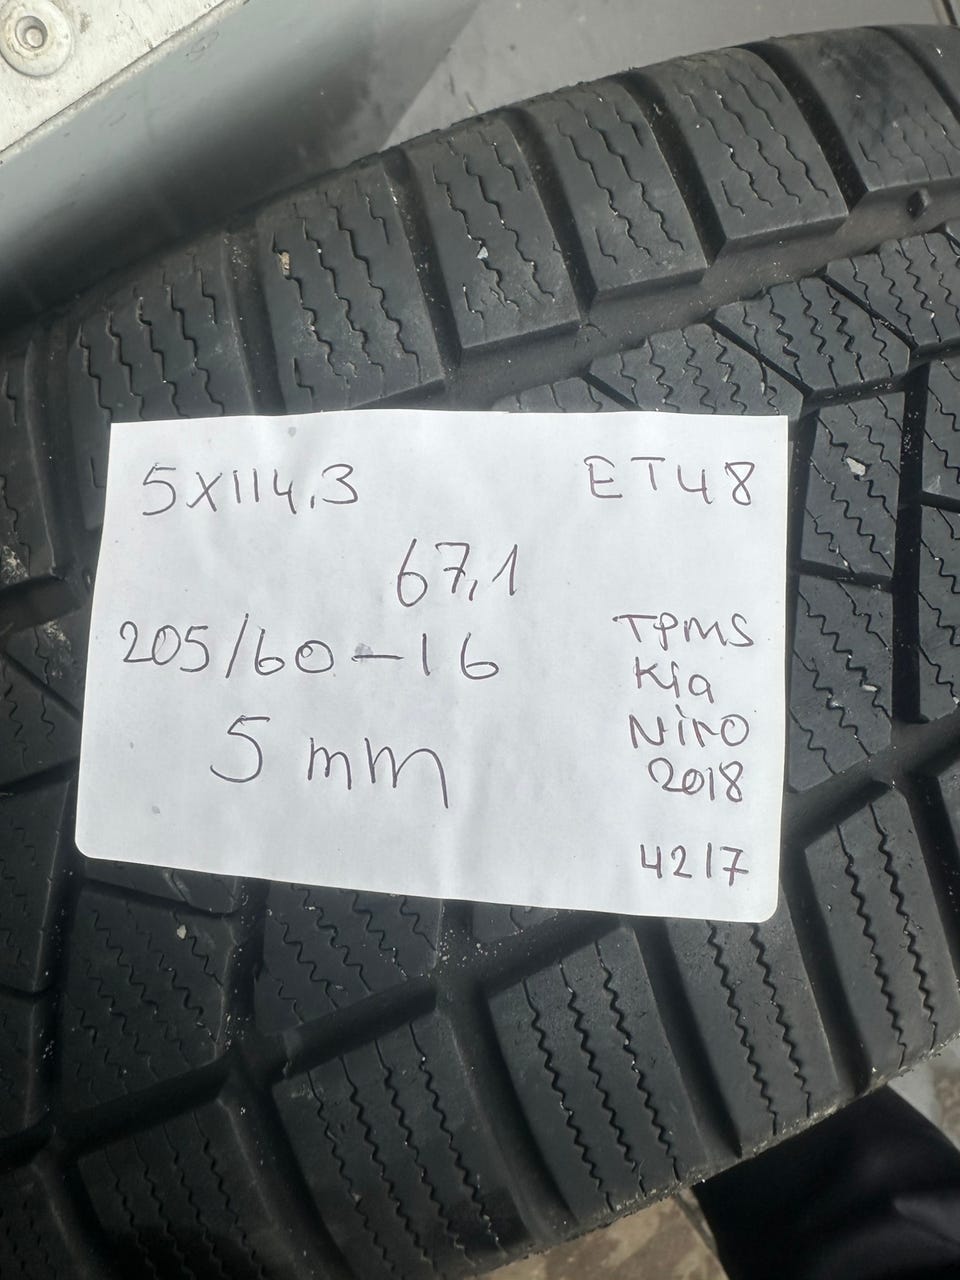 5X114,3 ET48
67,1
205/60-16 TPMS
Kia
5 mm Niro
2018
4217